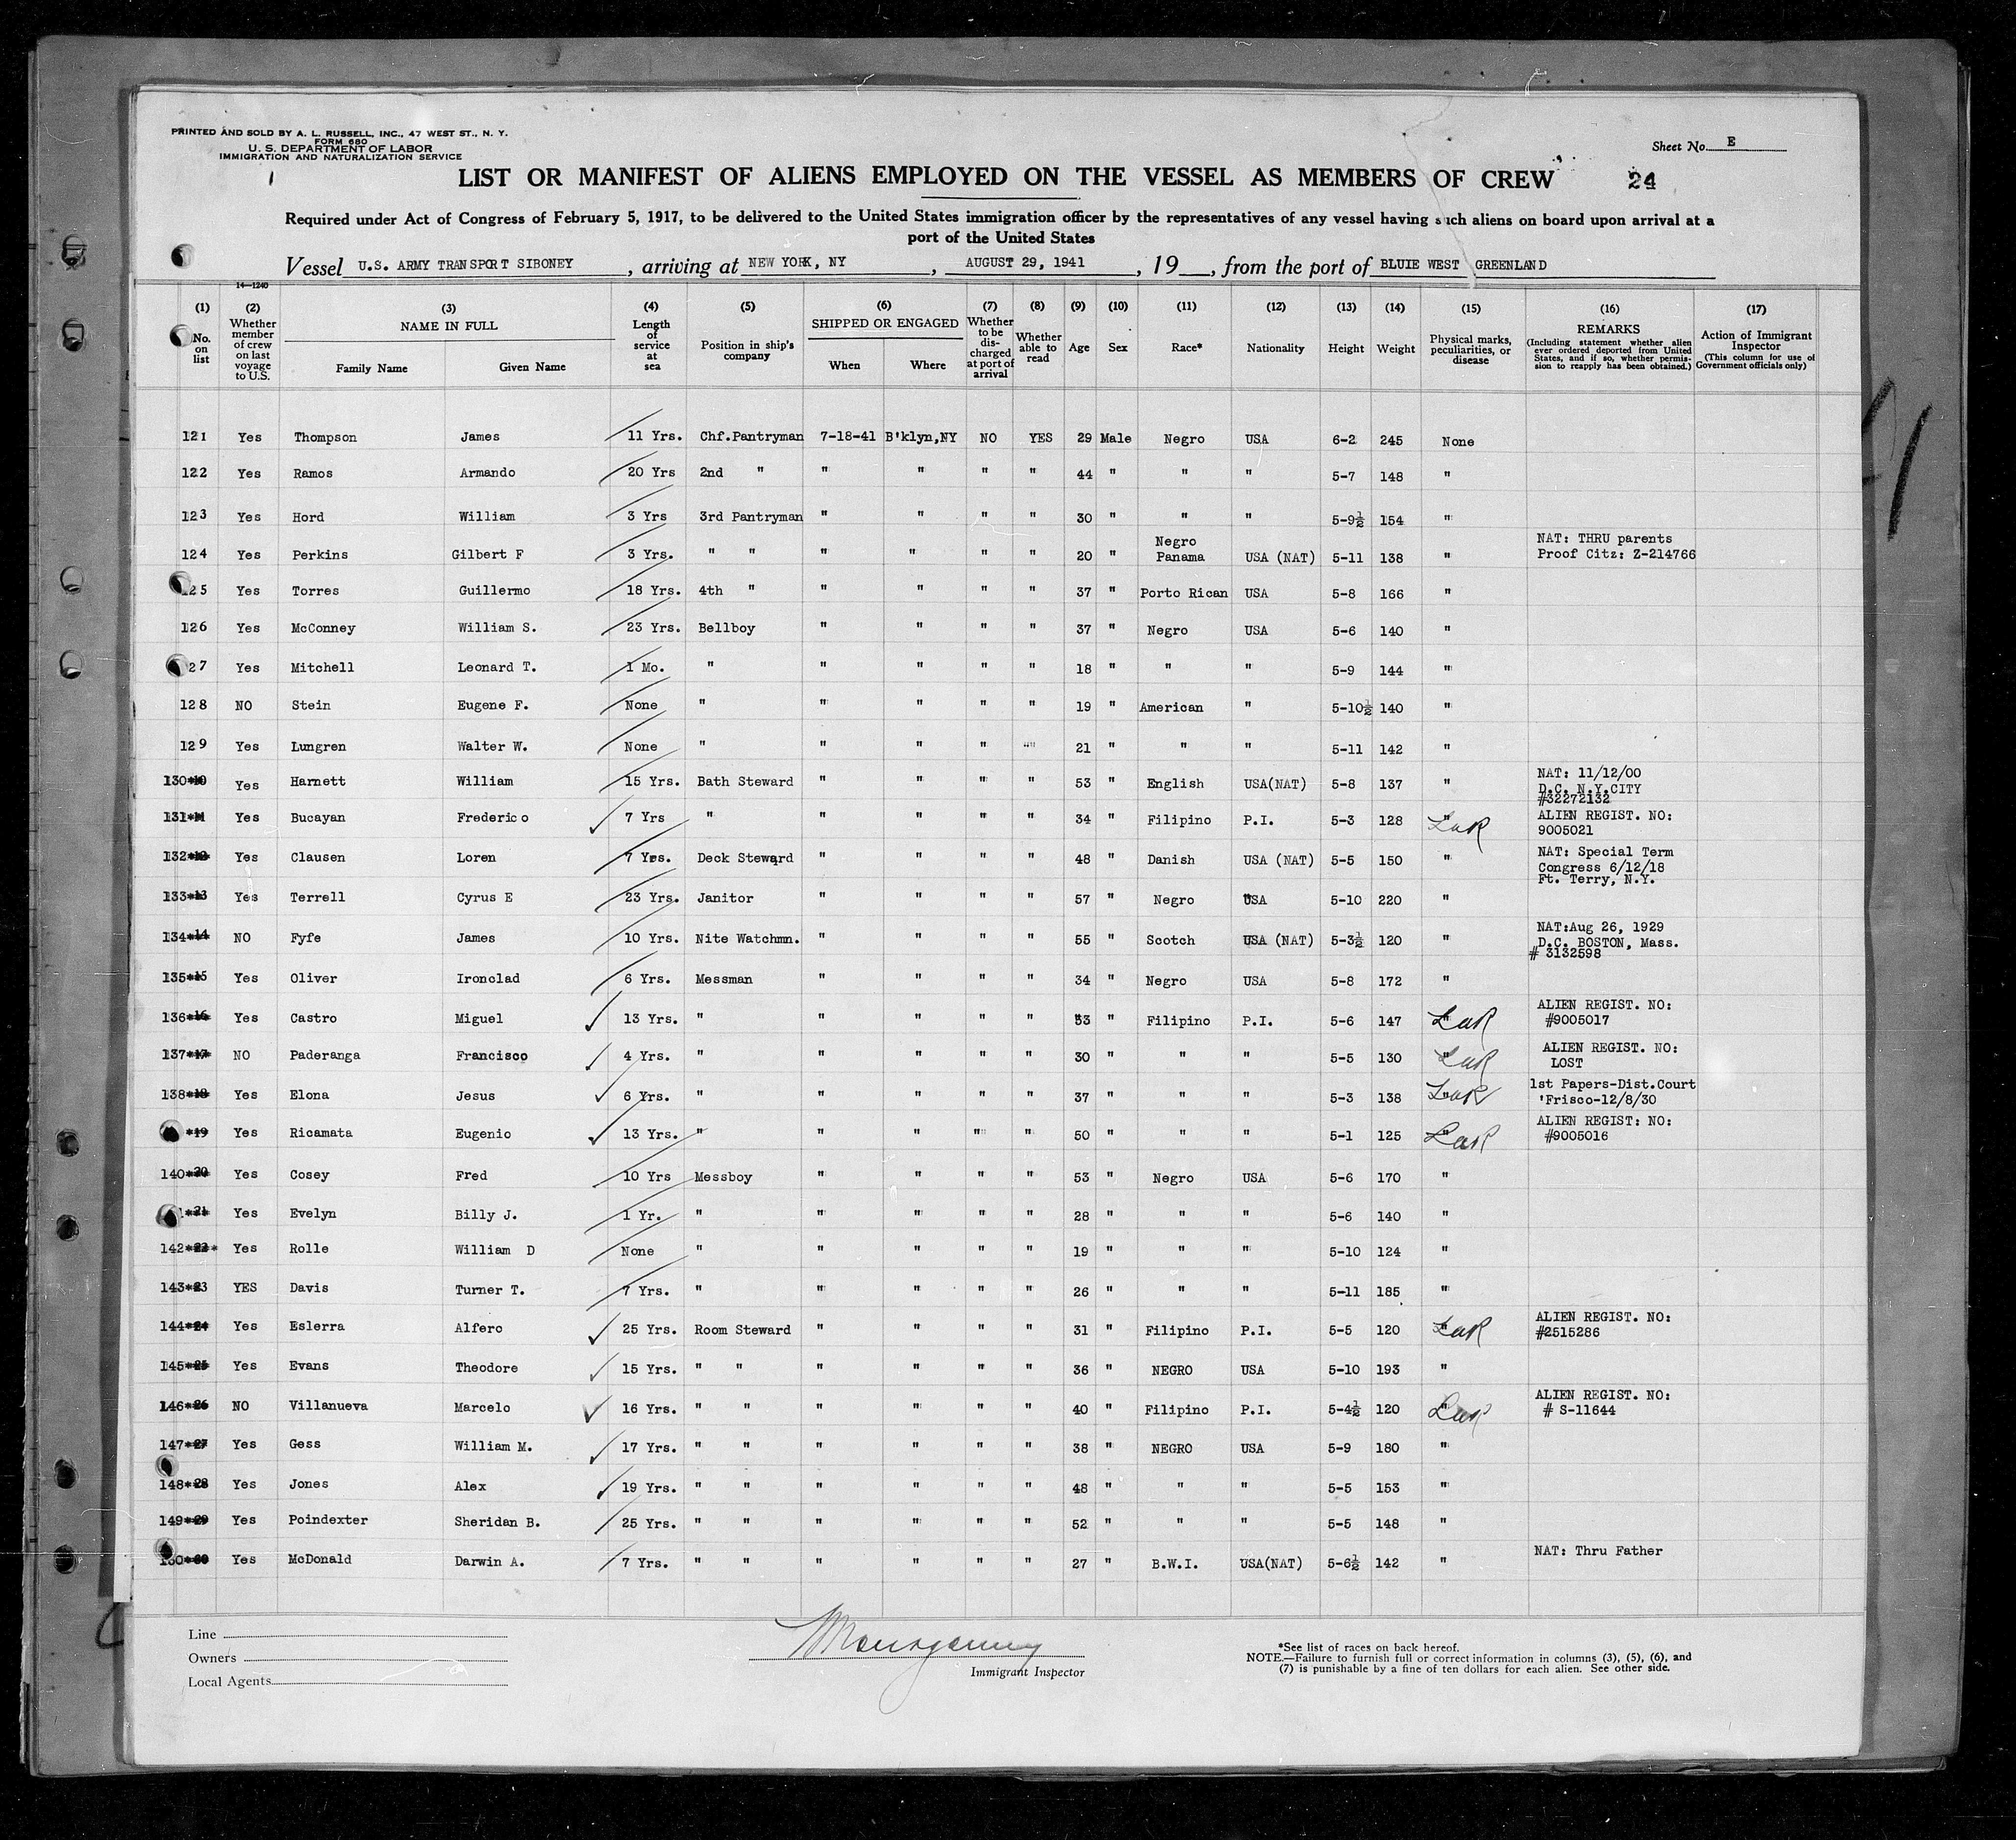 PRINTED AND SOLD BY A. L. RUSSELL, INC., 47 WEST ST., N. Y.
FORM 680
U. S. DEPARTMENT OF LABOR
IMMIGRATION AND NATURALIZATION SERVICE
Sheet No. E
LIST OR MANIFEST OF ALIENS EMPLOYED ON THE VESSEL AS MEMBERS OF CREW 24
Required under Act of Congress of February 5, 1917, to be delivered to the United States immigration officer by the representatives of any vessel having such aliens on board upon arrival at a
port of the United States
Vessel U.S. ARMY TRANSPORT SIBONEY, arriving at NEW YORK, NY, AUGUST 29, 1941, 19__, from the port of BLUIE WEST GREENLAND
14—1240
(1) No. on list
(2) Whether member of crew on last voyage to U.S.
(3) NAME IN FULL Family Name Given Name
(4) Length of service at sea
(5) Position in ship's company
(6) SHIPPED OR ENGAGED When Where
(7) Whether to be discharged at port of arrival
(8) Whether able to read
(9) Age
(10) Sex
(11) Race*
(12) Nationality
(13) Height
(14) Weight
(15) Physical marks, peculiarities, or disease
(16) REMARKS (Including statement whether alien ever ordered deported from United States, and if so, whether permission to reapply has been obtained.)
(17) Action of Immigrant Inspector (This column for use of Government officials only)
121 Yes Thompson James 11 Yrs. Chf.Pantryman 7-18-41 B'klyn,NY NO YES 29 Male Negro USA 6-2 245 None
122 Yes Ramos Armando 20 Yrs 2nd " " " " " 44 " " " 5-7 148 "
123 Yes Hord William 3 Yrs 3rd Pantryman " " " " 30 " " " 5-9½ 154 "
124 Yes Perkins Gilbert F 3 Yrs. " " " " " " 20 " Negro Panama USA (NAT) 5-11 138 " NAT: THRU parents Proof Citz: Z-214766
125 Yes Torres Guillermo 18 Yrs. 4th " " " " " 37 " Porto Rican USA 5-8 166 "
126 Yes McConney William S. 23 Yrs. Bellboy " " " " 37 " Negro USA 5-6 140 "
27 Yes Mitchell Leonard T. 1 Mo. " " " " " 18 " " " 5-9 144 "
128 NO Stein Eugene F. None " " " " " 19 " American " 5-10½ 140 "
129 Yes Lungren Walter W. None " " " " " 21 " " " 5-11 142 "
130 Yes Harnett William 15 Yrs. Bath Steward " " " " 53 " English USA(NAT) 5-8 137 " NAT: 11/12/00 D.C. N.Y.CITY #32272132
131 Yes Bucayan Frederico 7 Yrs " " " " " 34 " Filipino P.I. 5-3 128 " ALIEN REGIST. NO: 9005021
132 Yes Clausen Loren 7 Yrs. Deck Steward " " " " 48 " Danish USA (NAT) 5-5 150 " NAT: Special Term Congress 6/12/18 Ft. Terry, N.Y.
133 Yes Terrell Cyrus E 23 Yrs. Janitor " " " " 57 " Negro USA 5-10 220 "
134 NO Fyfe James 10 Yrs. Nite Watchmn. " " " " 55 " Scotch USA (NAT) 5-3½ 120 " NAT:Aug 26, 1929 D.C. BOSTON, Mass. # 3132598
135 Yes Oliver Ironclad 6 Yrs. Messman " " " " 34 " Negro USA 5-8 172 "
136 Yes Castro Miguel 13 Yrs. " " " " " 53 " Filipino P.I. 5-6 147 " ALIEN REGIST. NO: #9005017
137 NO Paderanga Francisco 4 Yrs. " " " " " 30 " " " 5-5 130 " ALIEN REGIST. NO: LOST
138 Yes Elona Jesus 6 Yrs. " " " " " 37 " " " 5-3 138 " 1st Papers-Dist.Court 'Frisco-12/8/30
19 Yes Ricamata Eugenio 13 Yrs. " " " " " 50 " " " 5-1 125 " ALIEN REGIST: NO: #9005016
140 Yes Cosey Fred 10 Yrs Messboy " " " " 53 " Negro USA 5-6 170 "
21 Yes Evelyn Billy J. 1 Yr. " " " " " 28 " " " 5-6 140 "
142 Yes Rolle William D None " " " " " 19 " " " 5-10 124 "
143 YES Davis Turner T. 7 Yrs. " " " " " 26 " " " 5-11 185 "
144 Yes Eslerra Alfero 25 Yrs. Room Steward " " " " 31 " Filipino P.I. 5-5 120 " ALIEN REGIST. NO: #2515286
145 Yes Evans Theodore 15 Yrs. " " " " " " 36 " NEGRO USA 5-10 193 "
146 NO Villanueva Marcelo 16 Yrs. " " " " " " 40 " Filipino P.I. 5-4½ 120 " ALIEN REGIST. NO: # S-11644
147 Yes Gess William M. 17 Yrs. " " " " " " 38 " NEGRO USA 5-9 180 "
148 Yes Jones Alex 19 Yrs. " " " " " " 48 " " " 5-5 153 "
149 Yes Poindexter Sheridan B. 25 Yrs. " " " " " " 52 " " " 5-5 148 "
150 Yes McDonald Darwin A. 7 Yrs. " " " " " " 27 " B.W.I. USA(NAT) 5-6½ 142 " NAT: Thru Father
Line
Owners
Local Agents
Immigrant Inspector
*See list of races on back hereof.
NOTE.—Failure to furnish full or correct information in columns (3), (5), (6), and
(7) is punishable by a fine of ten dollars for each alien. See other side.